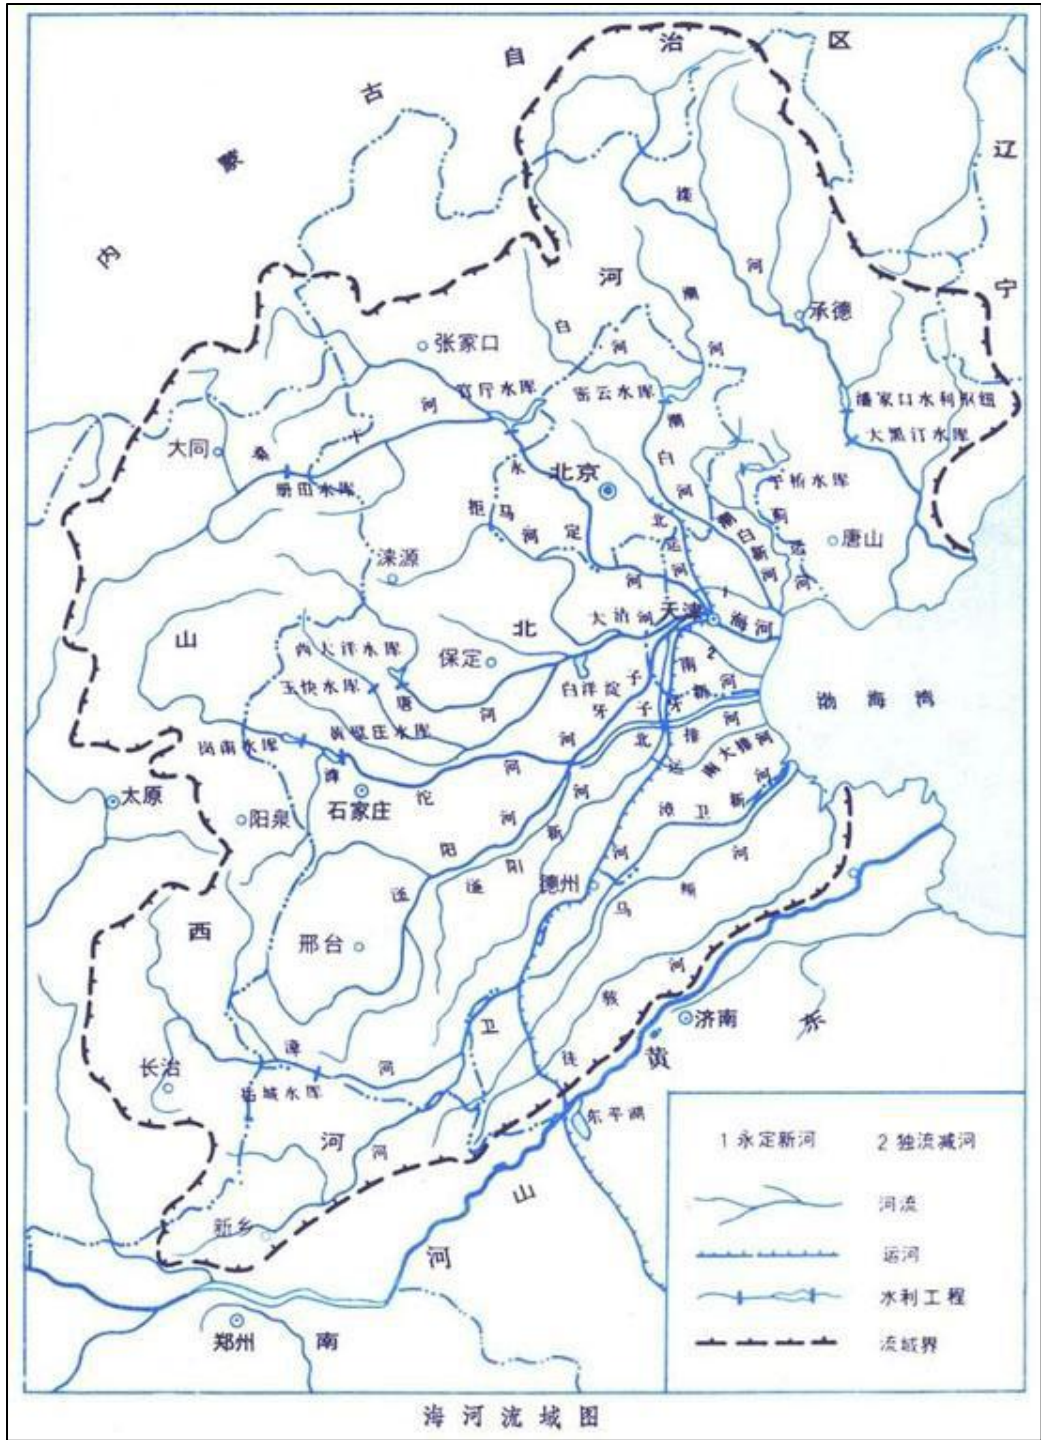 内 蒙 古 自 治 区
辽 宁
河 北
滦 河
承德
张家口
白 河
潮 河
官厅水库
密云水库
潘家口水利枢纽
大黑汀水库
大同
桑 干 河
册田水库
永 定 河
北京
潮 白 河
于桥水库
拒 马 河
北 运 河
潮 白 新 河
蓟 运 河
唐山
涞源
大清河
天津
1
海 河
山 西
西大洋水库
保定
白洋淀
2
王快水库
唐 河
黄壁庄水库
岗南水库
子 牙 河
子 牙 新 河
南
北 排 河
南大排河
渤 海 湾
太原
阳泉
石家庄
滹 沱 河
滏 阳 河
滏 阳 新 河
漳 卫 新 河
运 河
德州
马 颊 河
邢台
徒 骇 河
济南
卫 河
漳 河
岳城水库
长治
黄 河
山 东
东平湖
河 南
新乡
郑州
1 永定新河 2 独流减河
河流
运河
水利工程
流域界
海河流域图